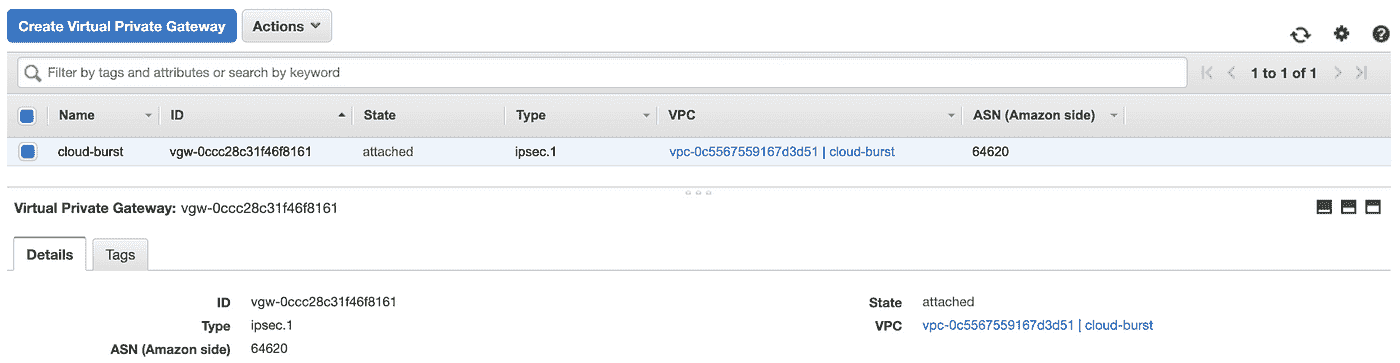 Create Virtual Private Gateway Actions
Filter by tags and attributes or search by keyword 1 to 1 of 1
Name ID State Type VPC ASN (Amazon side)
cloud-burst vgw-0ccc28c31f46f8161 attached ipsec.1 vpc-0c5567559167d3d51 | cloud-burst 64620
Virtual Private Gateway: vgw-0ccc28c31f46f8161
Details Tags
ID vgw-0ccc28c31f46f8161 State attached
Type ipsec.1 VPC vpc-0c5567559167d3d51 | cloud-burst
ASN (Amazon side) 64620